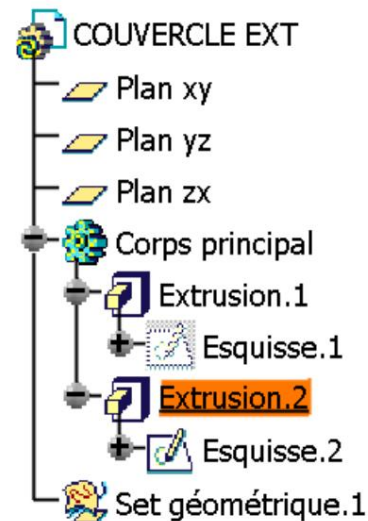 COUVERCLE EXT
Plan xy
Plan yz
Plan zx
Corps principal
Extrusion.1
Esquisse.1
Extrusion.2
Esquisse.2
Set géométrique.1